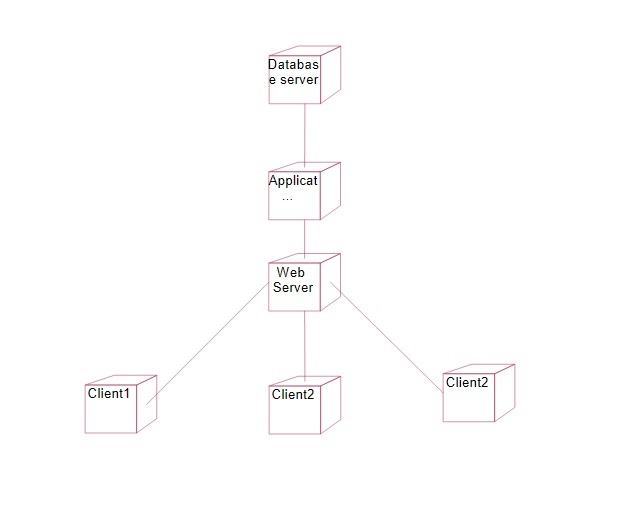 Databas
e server
Applicat
...
Web
Server
Client1
Client2
Client2